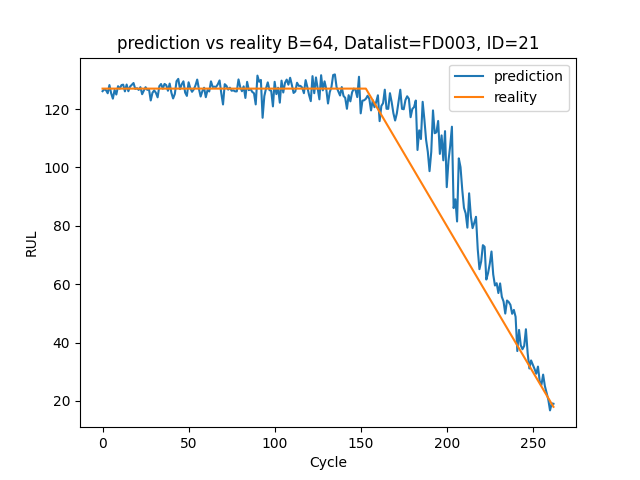 prediction vs reality B=64, Datalist=FD003, ID=21
prediction
reality
RUL
120
100
80
60
40
20
0 50 100 150 200 250
Cycle